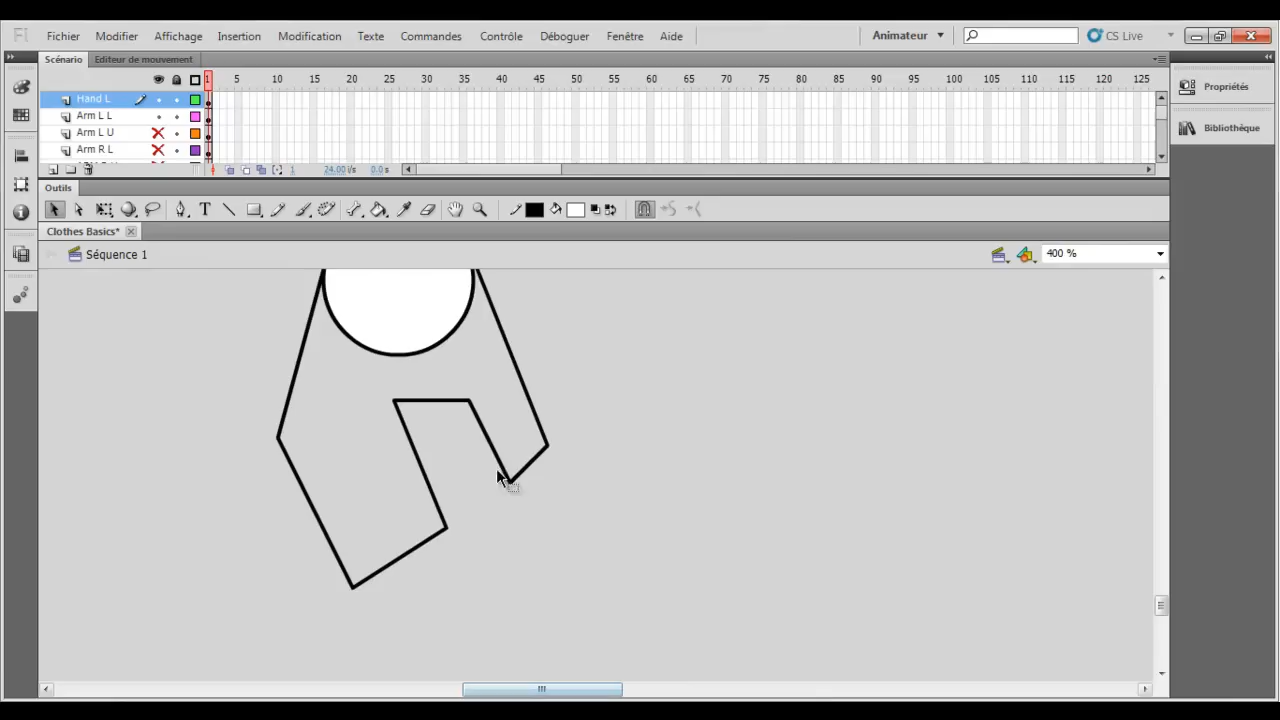 Fl Fichier Modifier Affichage Insertion Modification Texte Commandes Contrôle Déboguer Fenêtre Aide Animateur CS Live
Scénario Editeur de mouvement
1 5 10 15 20 25 30 35 40 45 50 55 60 65 70 75 80 85 90 95 100 105 110 115 120 125
Hand L
Arm L L
Arm L U
Arm R L
1 24.00 i/s 0.0 s
Propriétés
Bibliothèque
Outils
T
Clothes Basics*
Séquence 1
400 %